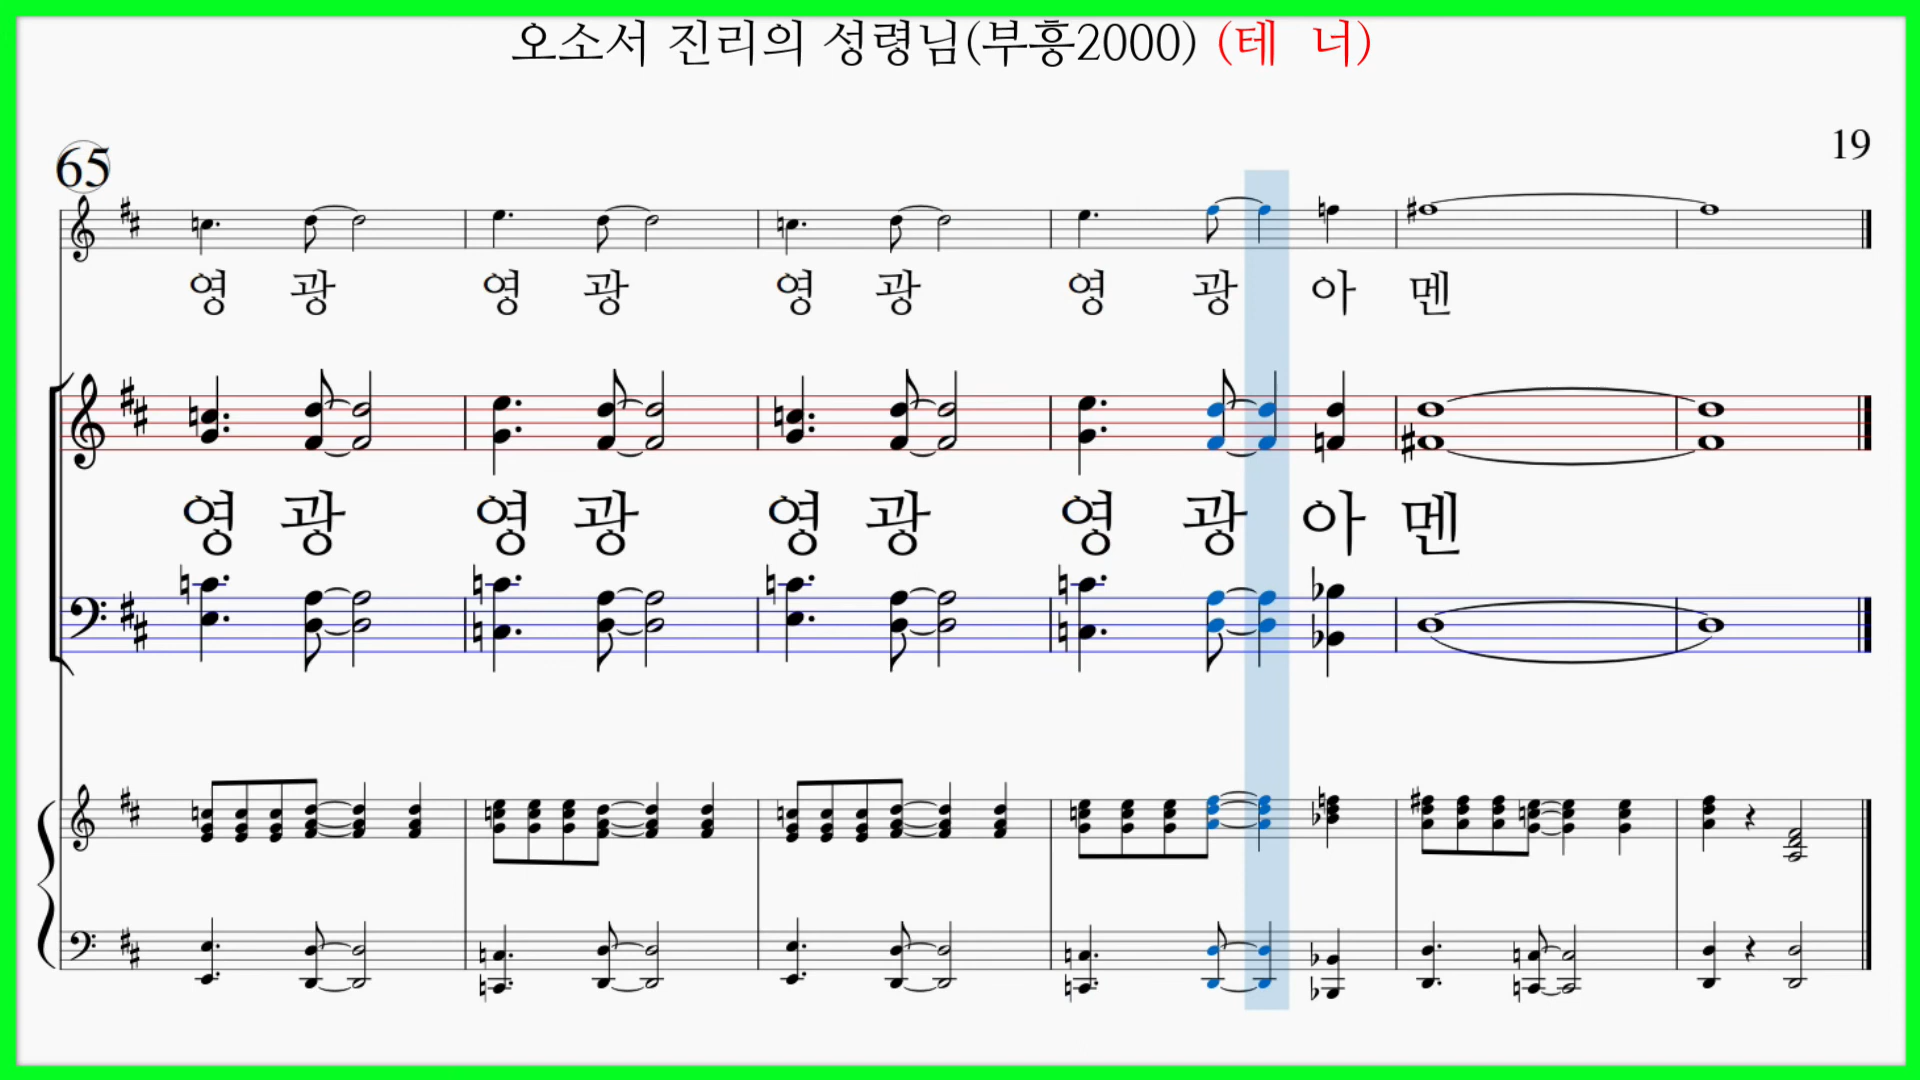 오소서 진리의 성령님(부흥2000) (테 너)
65
19
영 광 영 광 영 광 영 광 아 멘
영 광 영 광 영 광 영 광 아 멘